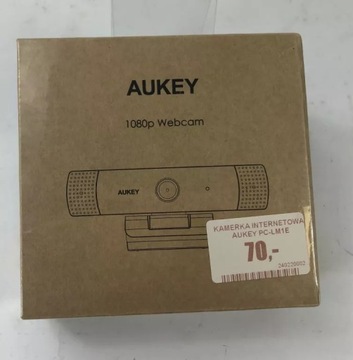 AUKEY
1080p Webcam
AUKEY
KAMERKA INTERNETOWA
AUKEY PC-LM1E
70,-